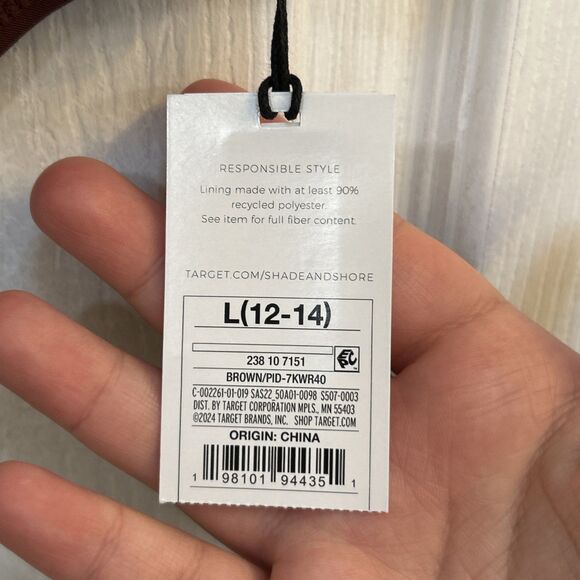 RESPONSIBLE STYLE
Lining made with at least 90%
recycled polyester.
See item for full fiber content.
TARGET.COM/SHADEANDSHORE
L(12-14)
238 10 7151
BROWN/PID-7KWR40
C-002261-01-019 SAS22_50A01-0098 S507-0003
DIST. BY TARGET CORPORATION MPLS., MN 55403
©2024 TARGET BRANDS, INC. SHOP TARGET.COM
ORIGIN: CHINA
1 98101 94435 1